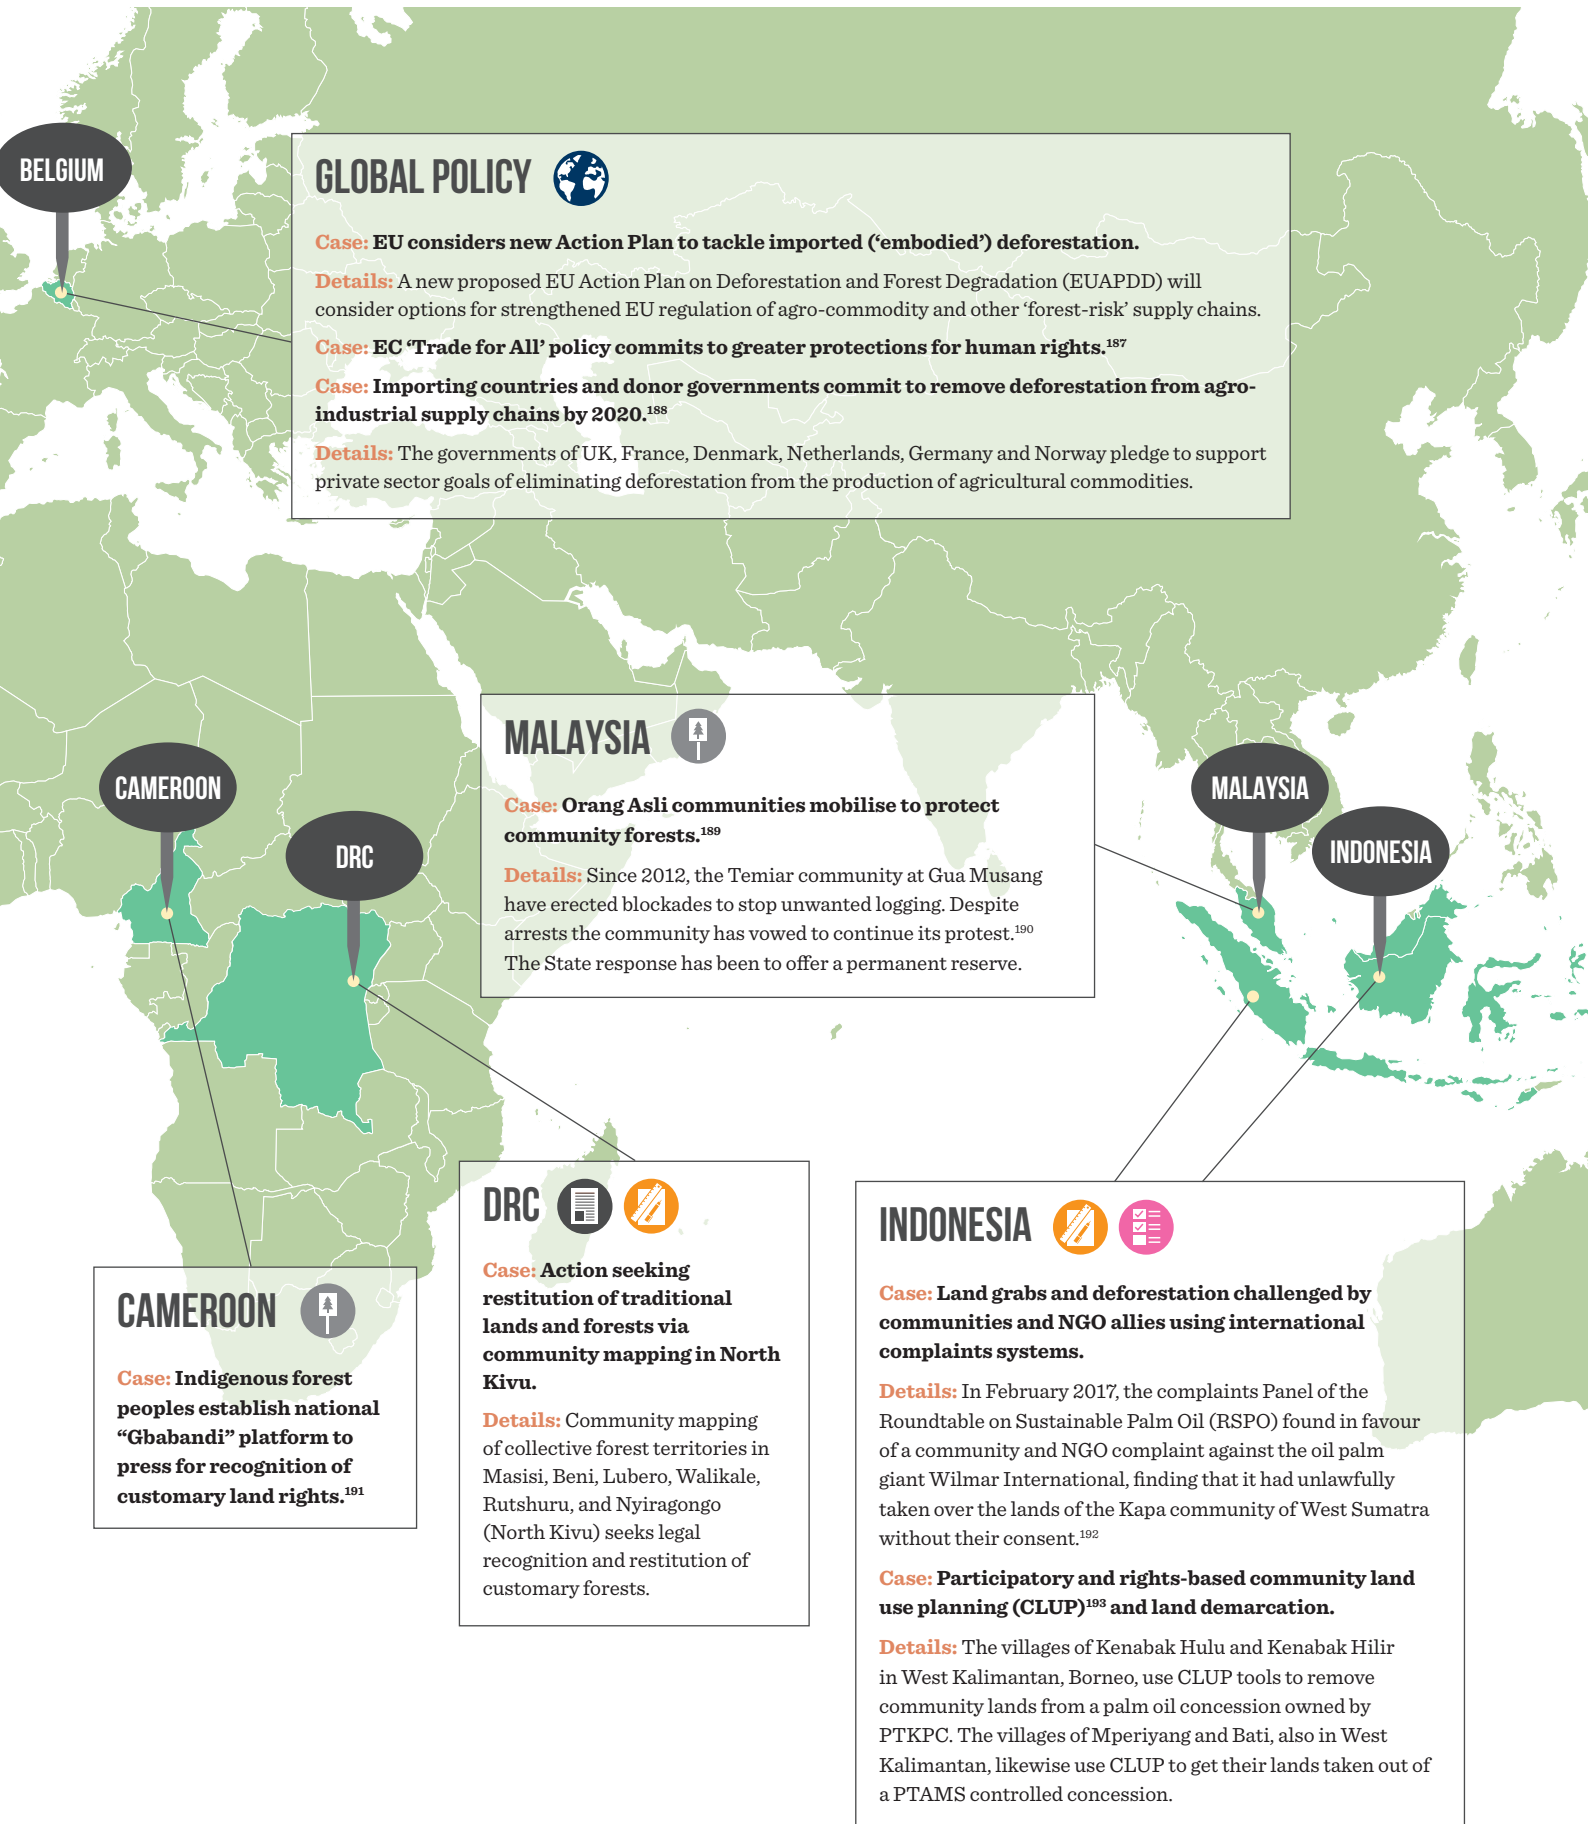 BELGIUM
GLOBAL POLICY
Case: EU considers new Action Plan to tackle imported (‘embodied’) deforestation.
Details: A new proposed EU Action Plan on Deforestation and Forest Degradation (EUAPDD) will
consider options for strengthened EU regulation of agro-commodity and other ‘forest-risk’ supply chains.
Case: EC ‘Trade for All’ policy commits to greater protections for human rights.187
Case: Importing countries and donor governments commit to remove deforestation from agro-
industrial supply chains by 2020.188
Details: The governments of UK, France, Denmark, Netherlands, Germany and Norway pledge to support
private sector goals of eliminating deforestation from the production of agricultural commodities.
CAMEROON
DRC
MALAYSIA
Case: Orang Asli communities mobilise to protect
community forests.189
Details: Since 2012, the Temiar community at Gua Musang
have erected blockades to stop unwanted logging. Despite
arrests the community has vowed to continue its protest.190
The State response has been to offer a permanent reserve.
MALAYSIA
INDONESIA
CAMEROON
Case: Indigenous forest
peoples establish national
“Gbabandi” platform to
press for recognition of
customary land rights.191
DRC
Case: Action seeking
restitution of traditional
lands and forests via
community mapping in North
Kivu.
Details: Community mapping
of collective forest territories in
Masisi, Beni, Lubero, Walikale,
Rutshuru, and Nyiragongo
(North Kivu) seeks legal
recognition and restitution of
customary forests.
INDONESIA
Case: Land grabs and deforestation challenged by
communities and NGO allies using international
complaints systems.
Details: In February 2017, the complaints Panel of the
Roundtable on Sustainable Palm Oil (RSPO) found in favour
of a community and NGO complaint against the oil palm
giant Wilmar International, finding that it had unlawfully
taken over the lands of the Kapa community of West Sumatra
without their consent.192
Case: Participatory and rights-based community land
use planning (CLUP)193 and land demarcation.
Details: The villages of Kenabak Hulu and Kenabak Hilir
in West Kalimantan, Borneo, use CLUP tools to remove
community lands from a palm oil concession owned by
PTKPC. The villages of Mperiyang and Bati, also in West
Kalimantan, likewise use CLUP to get their lands taken out of
a PTAMS controlled concession.